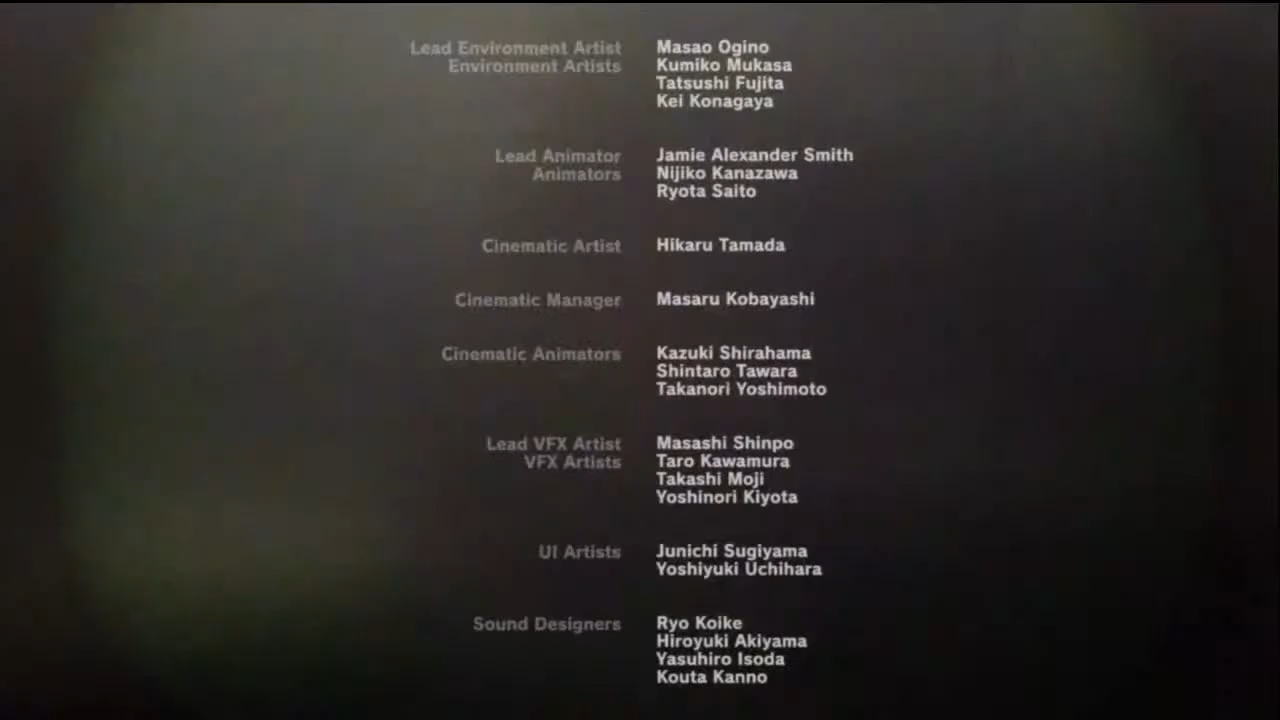 Lead Environment Artist Masao Ogino
Environment Artists Kumiko Mukasa
Tatsushi Fujita
Kei Konagaya
Lead Animator Jamie Alexander Smith
Animators Nijiko Kanazawa
Ryota Saito
Cinematic Artist Hikaru Tamada
Cinematic Manager Masaru Kobayashi
Cinematic Animators Kazuki Shirahama
Shintaro Tawara
Takanori Yoshimoto
Lead VFX Artist Masashi Shinpo
VFX Artists Taro Kawamura
Takashi Moji
Yoshinori Kiyota
UI Artists Junichi Sugiyama
Yoshiyuki Uchihara
Sound Designers Ryo Koike
Hiroyuki Akiyama
Yasuhiro Isoda
Kouta Kanno